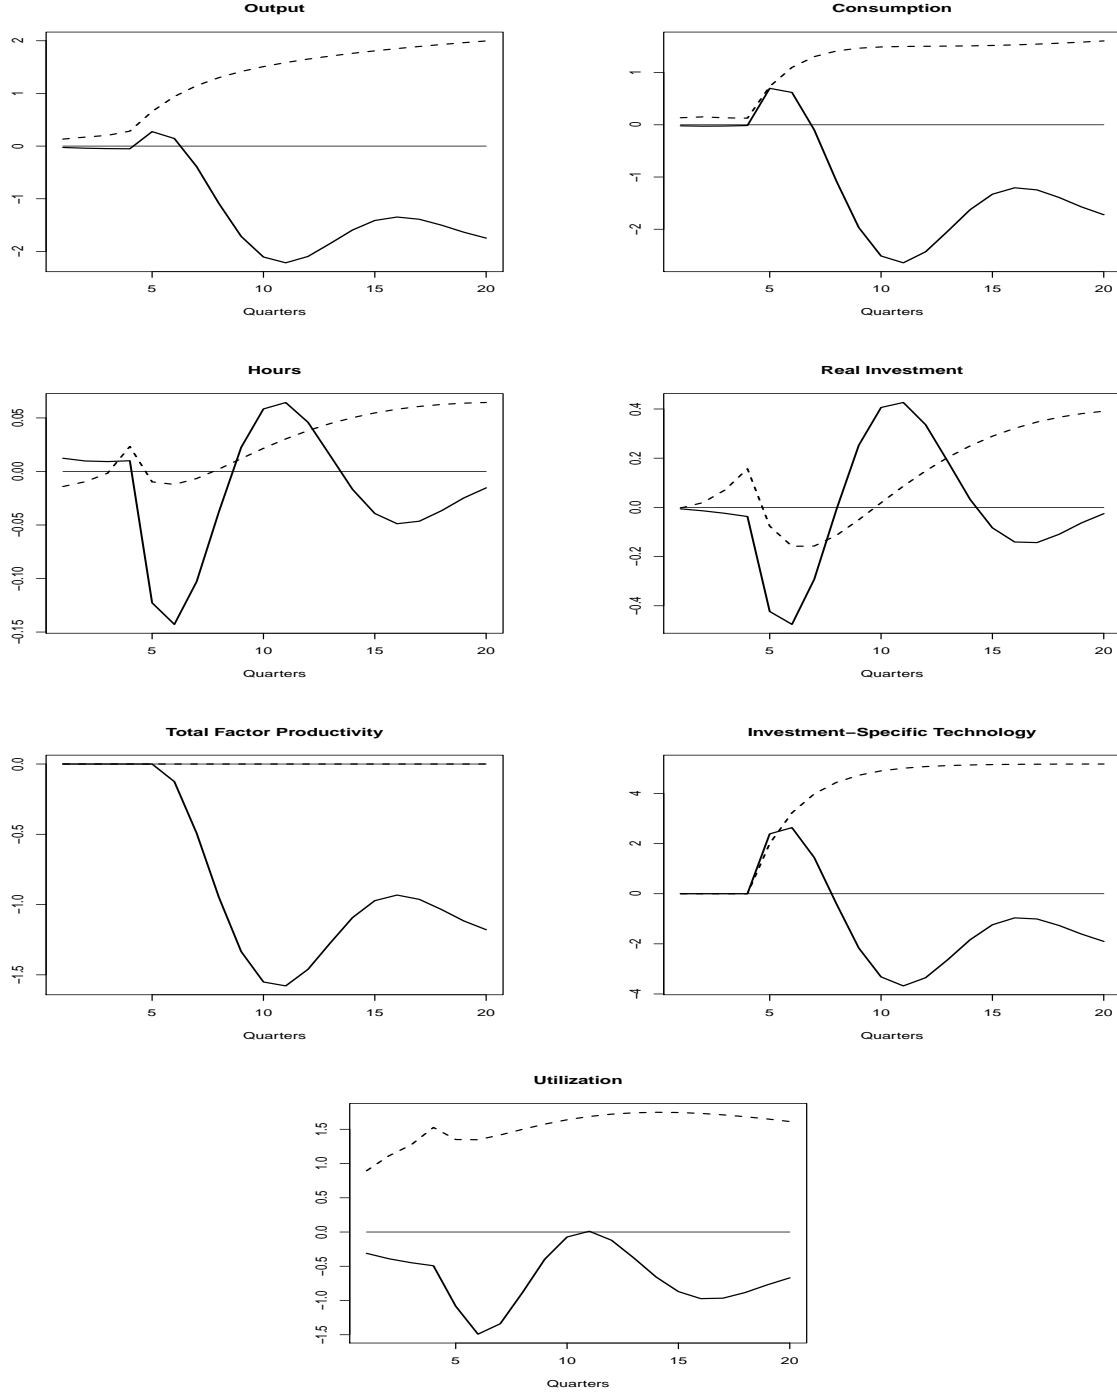 Output
Consumption
2
1
0
−1
−2
5 10 15 20
Quarters
1
0
−1
−2
5 10 15 20
Quarters
Hours
Real Investment
0.05
0.00
−0.05
−0.10
−0.15
5 10 15 20
Quarters
0.4
0.2
0.0
−0.2
−0.4
5 10 15 20
Quarters
Total Factor Productivity
Investment−Specific Technology
0.0
−0.5
−1.0
−1.5
5 10 15 20
Quarters
4
2
0
−2
−4
5 10 15 20
Quarters
Utilization
1.5
1.0
0.5
0.0
−0.5
−1.0
−1.5
5 10 15 20
Quarters